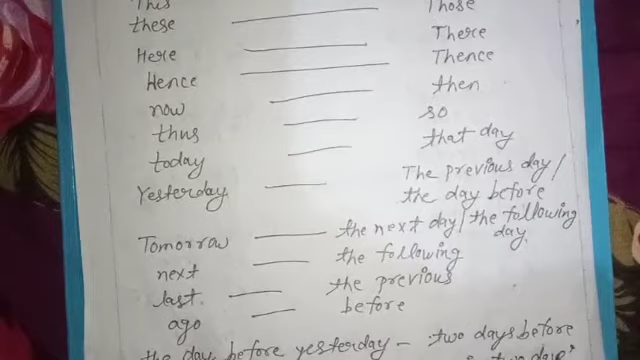 This Those
these
There
Here
Thence
Hence
then
now
so
thus
that day
today
The previous day/
Yesterday the day before
the next day/the following
Tomorrow day.
next the following
last. the previous
ago before
the day before yesterday - two days before